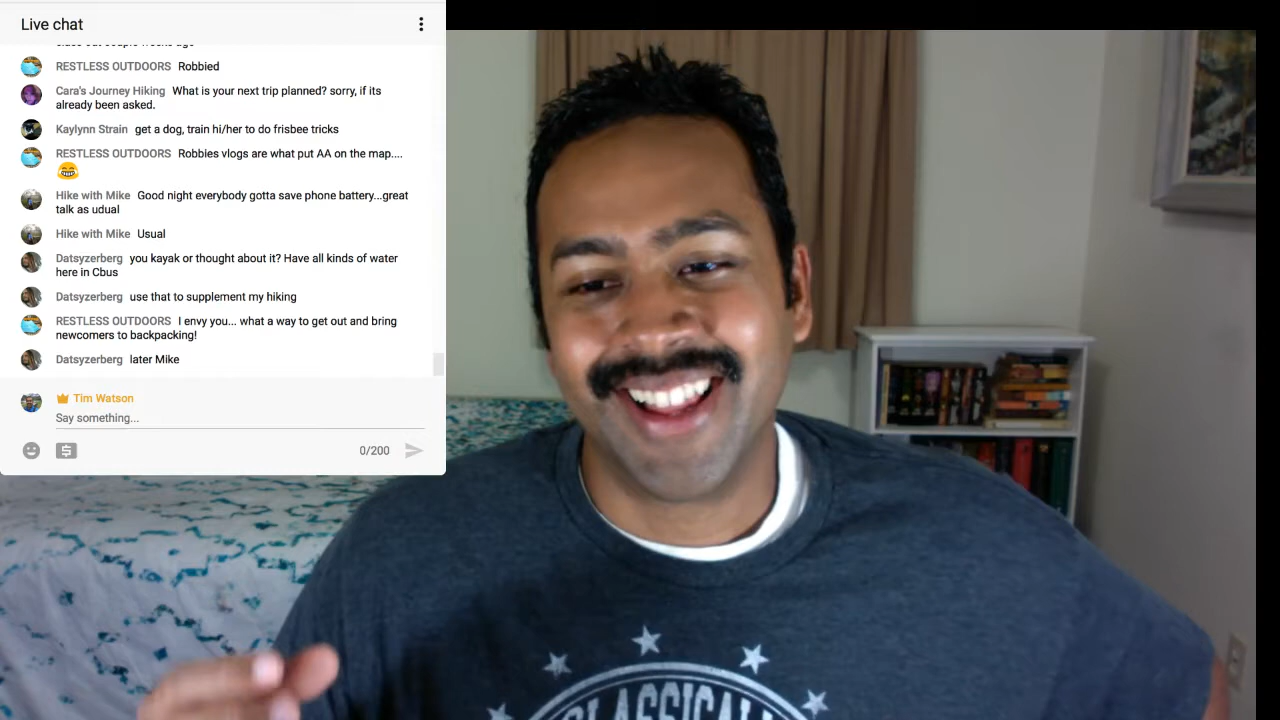 Live chat
RESTLESS OUTDOORS Robbied
Cara's Journey Hiking What is your next trip planned? sorry, if its
already been asked.
Kaylynn Strain get a dog, train hi/her to do frisbee tricks
RESTLESS OUTDOORS Robbies vlogs are what put AA on the map....
Hike with Mike Good night everybody gotta save phone battery...great
talk as udual
Hike with Mike Usual
Datsyzerberg you kayak or thought about it? Have all kinds of water
here in Cbus
Datsyzerberg use that to supplement my hiking
RESTLESS OUTDOORS I envy you... what a way to get out and bring
newcomers to backpacking!
Datsyzerberg later Mike
Tim Watson
Say something...
0/200